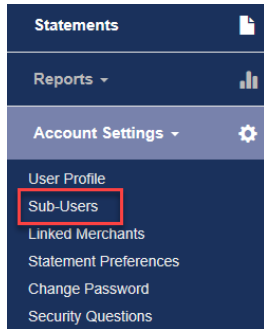 Statements
Reports
Account Settings
User Profile
Sub-Users
Linked Merchants
Statement Preferences
Change Password
Security Questions